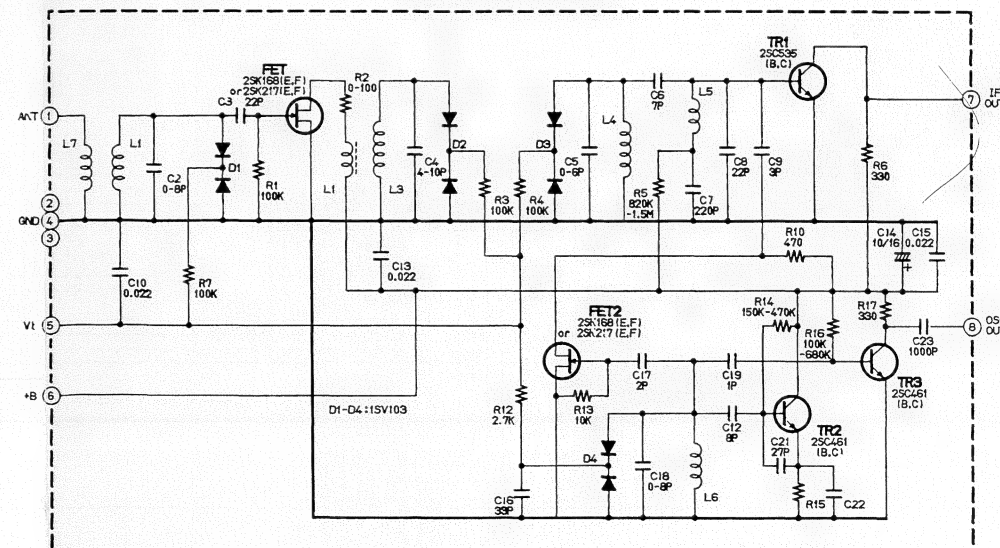 TR1
2SC535
(B,C)
FET
2SK168(E,F)
or 2SK217(E,F)
C3 22P
R2
0-100
C6
7P
L5
7
IF
OUT
ANT 1
L7
L1
C2
0-8P
D1
R1
100K
L1
L3
C4
4-10P
D2
R3
100K
R4
100K
D3
C5
0-6P
L4
R5
820K
-1.5M
C7
220P
C8
22P
C9
3P
R6
330
2
GND 4
3
C10
0.022
R7
100K
C13
0.022
R10
470
C14
10/16
+
C15
0.022
Vt 5
FET2
2SK168(E,F)
or
2SK217(E,F)
R14
150K-470K
R16
100K
-680K
R17
330
8
OUT
C23
1000P
+B 6
D1-D4:1SV103
R12
2.7K
R13
10K
C17
2P
C19
1P
TR3
2SC461
(B,C)
C12
8P
TR2
2SC461
(B,C)
D4
C18
0-8P
L6
C21
27P
R15
C22
C16
33P